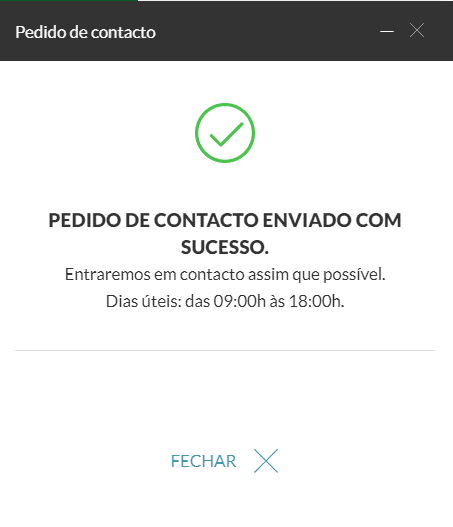 Pedido de contacto
PEDIDO DE CONTACTO ENVIADO COM
SUCESSO.
Entraremos em contacto assim que possível.
Dias úteis: das 09:00h às 18:00h.
FECHAR